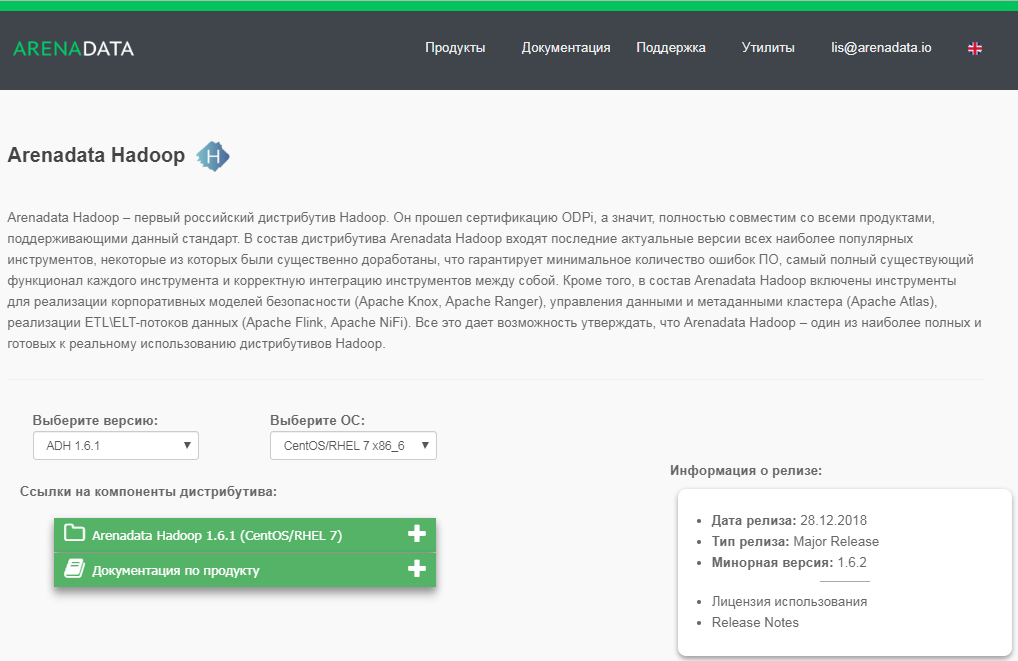 ARENADATA
Продукты
Документация
Поддержка
Утилиты
lis@arenadata.io
Arenadata Hadoop
H
Arenadata Hadoop – первый российский дистрибутив Hadoop. Он прошел сертификацию ODPi, а значит, полностью совместим со всеми продуктами,
поддерживающими данный стандарт. В состав дистрибутива Arenadata Hadoop входят последние актуальные версии всех наиболее популярных
инструментов, некоторые из которых были существенно доработаны, что гарантирует минимальное количество ошибок ПО, самый полный существующий
функционал каждого инструмента и корректную интеграцию инструментов между собой. Кроме того, в состав Arenadata Hadoop включены инструменты
для реализации корпоративных моделей безопасности (Apache Knox, Apache Ranger), управления данными и метаданными кластера (Apache Atlas),
реализации ETL\ELT-потоков данных (Apache Flink, Apache NiFi). Все это дает возможность утверждать, что Arenadata Hadoop – один из наиболее полных и
готовых к реальному использованию дистрибутивов Hadoop.
Выберите версию:
ADH 1.6.1
Выберите ОС:
CentOS/RHEL 7 x86_6
Ссылки на компоненты дистрибутива:
Arenadata Hadoop 1.6.1 (CentOS/RHEL 7)
Документация по продукту
Информация о релизе:
Дата релиза: 28.12.2018
Тип релиза: Major Release
Минорная версия: 1.6.2
Лицензия использования
Release Notes